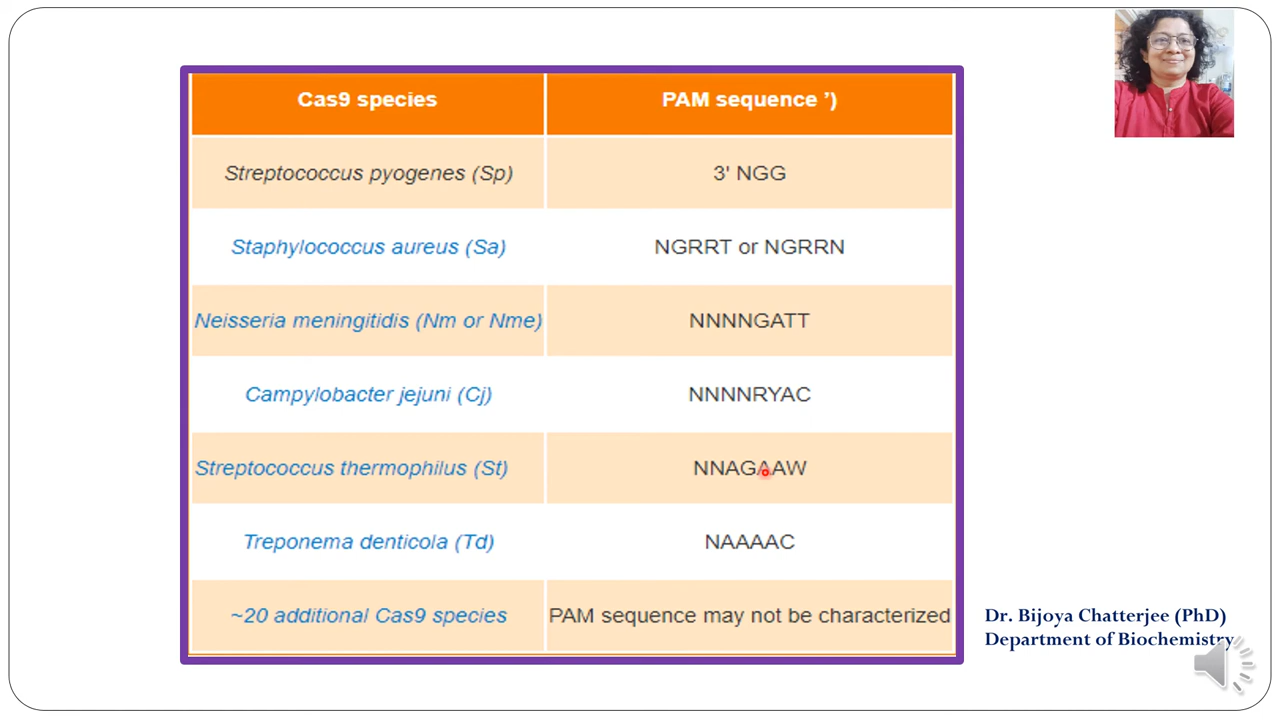 Cas9 species PAM sequence ’)
Streptococcus pyogenes (Sp) 3' NGG
Staphylococcus aureus (Sa) NGRRT or NGRRN
Neisseria meningitidis (Nm or Nme) NNNNGATT
Campylobacter jejuni (Cj) NNNNRYAC
Streptococcus thermophilus (St) NNAGAAW
Treponema denticola (Td) NAAAAC
~20 additional Cas9 species PAM sequence may not be characterized
Dr. Bijoya Chatterjee (PhD)
Department of Biochemistry